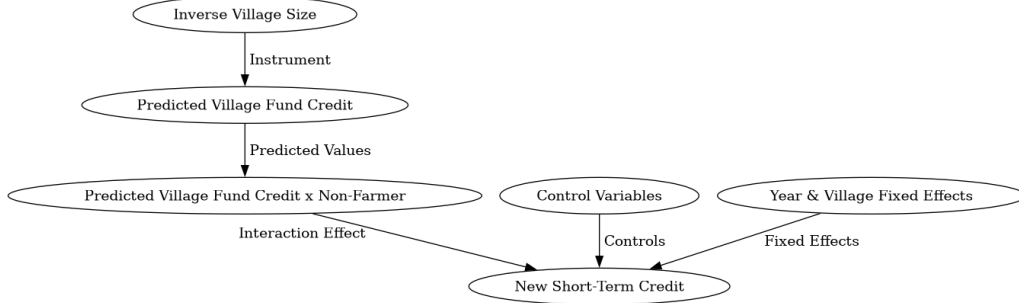 Inverse Village Size
Instrument
Predicted Village Fund Credit
Predicted Values
Predicted Village Fund Credit x Non-Farmer
Control Variables
Year & Village Fixed Effects
Interaction Effect
Controls
Fixed Effects
New Short-Term Credit